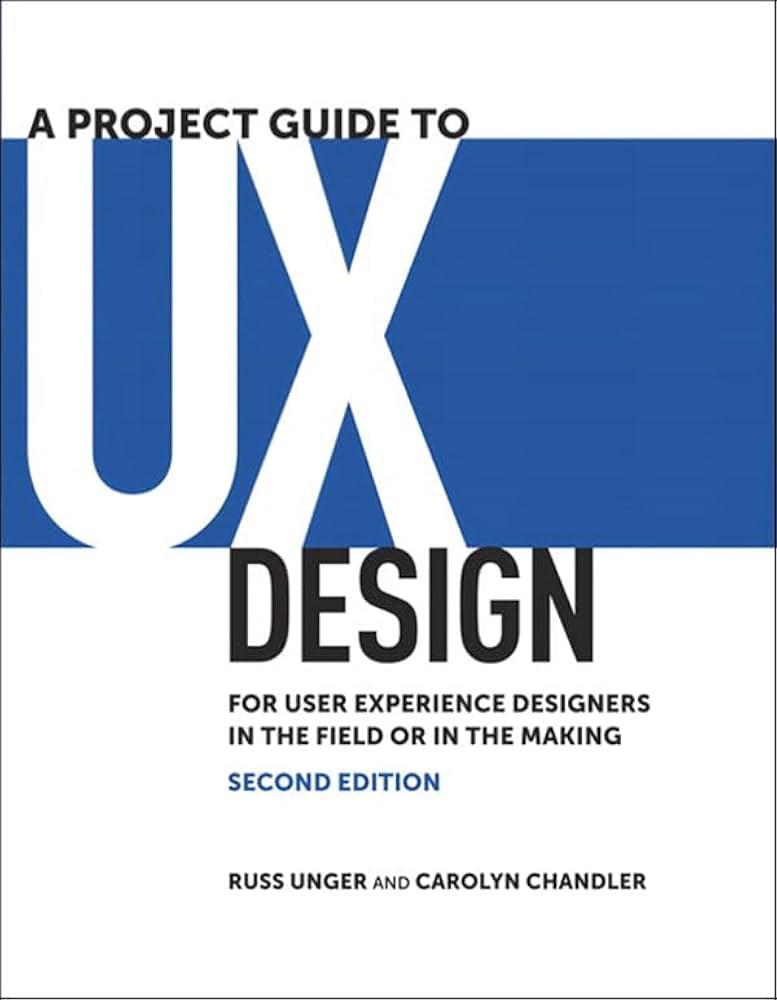 A PROJECT GUIDE TO
UX
DESIGN
FOR USER EXPERIENCE DESIGNERS
IN THE FIELD OR IN THE MAKING
SECOND EDITION
RUSS UNGER AND CAROLYN CHANDLER